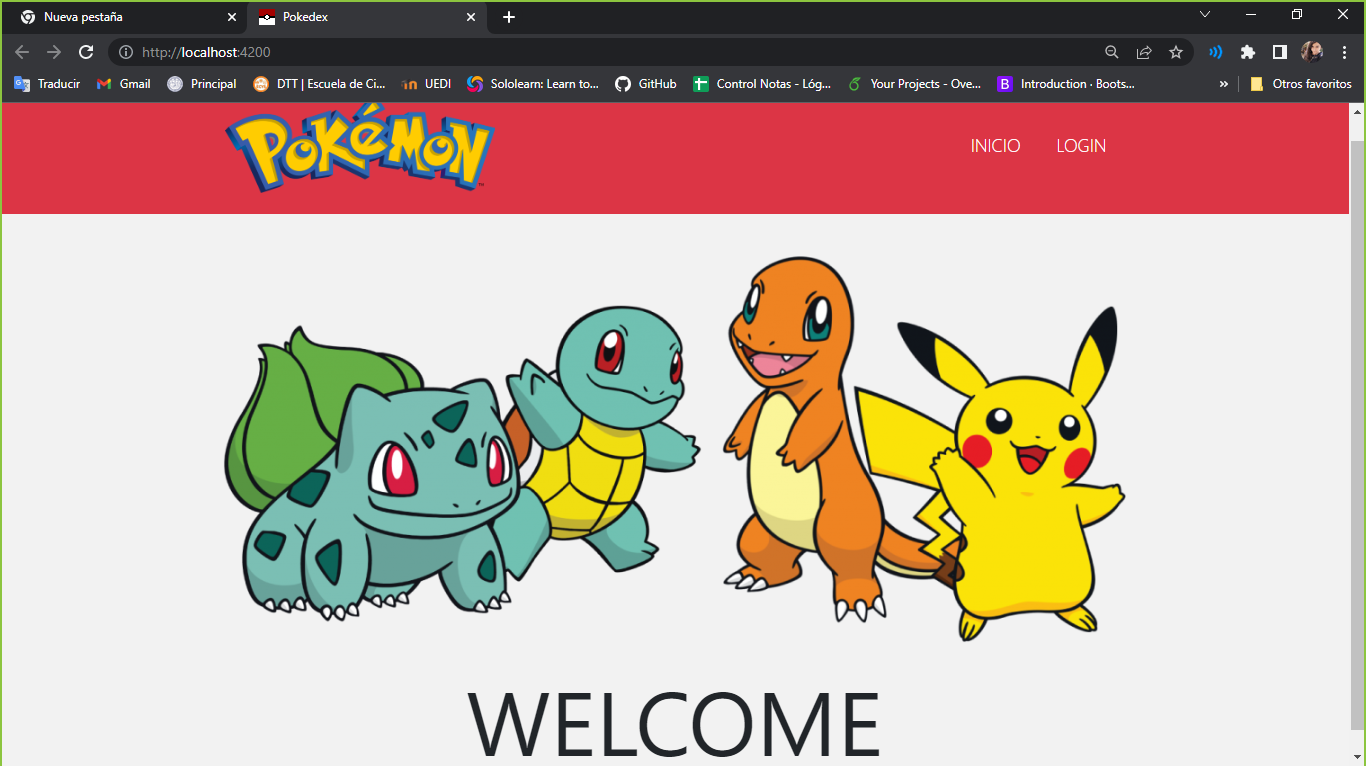 Nueva pestaña
Pokedex
http://localhost:4200
Traducir
Gmail
Principal
DTT | Escuela de Ci...
UEDI
Sololearn: Learn to...
GitHub
Control Notas - Lóg...
Your Projects - Ove...
B
Introduction · Boots...
»
Otros favoritos
POKéMON
TM
INICIO
LOGIN
WELCOME